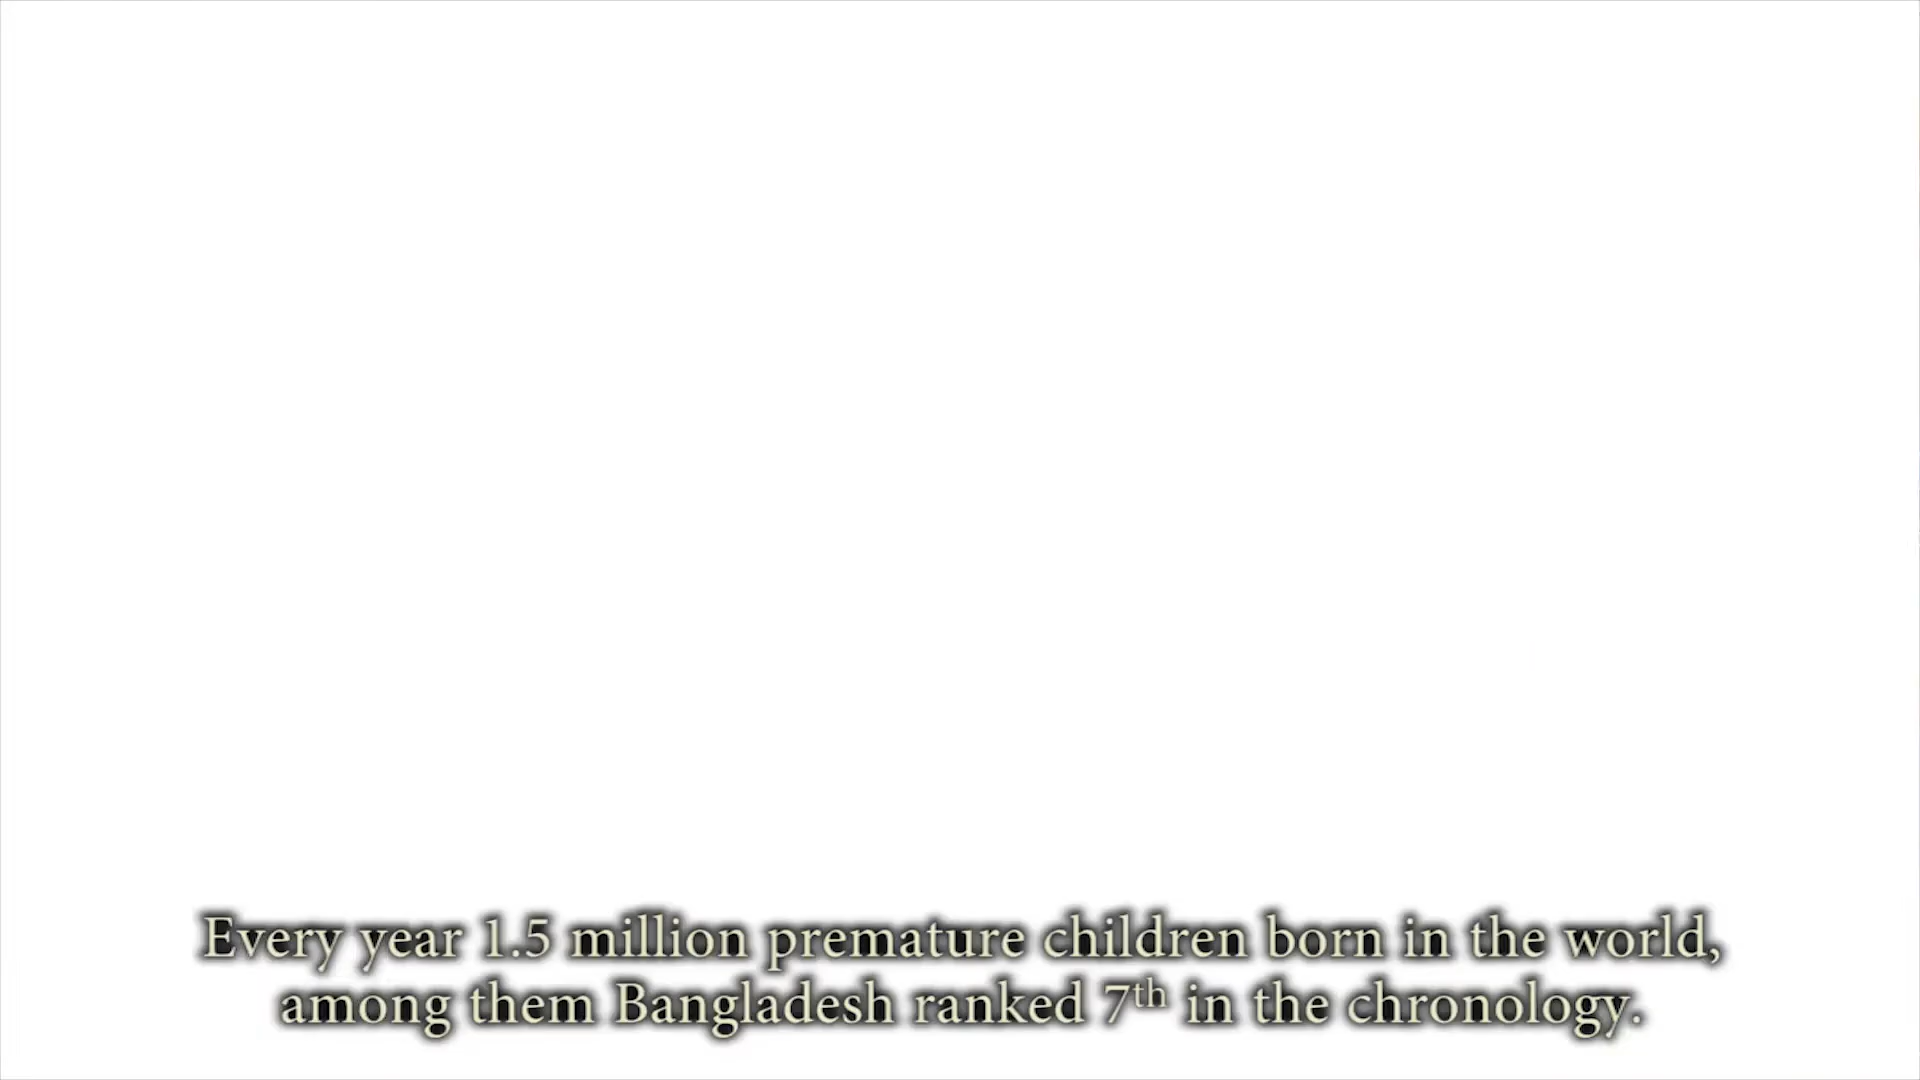 Every year 1.5 million premature children born in the world,
among them Bangladesh ranked 7th in the chronology.